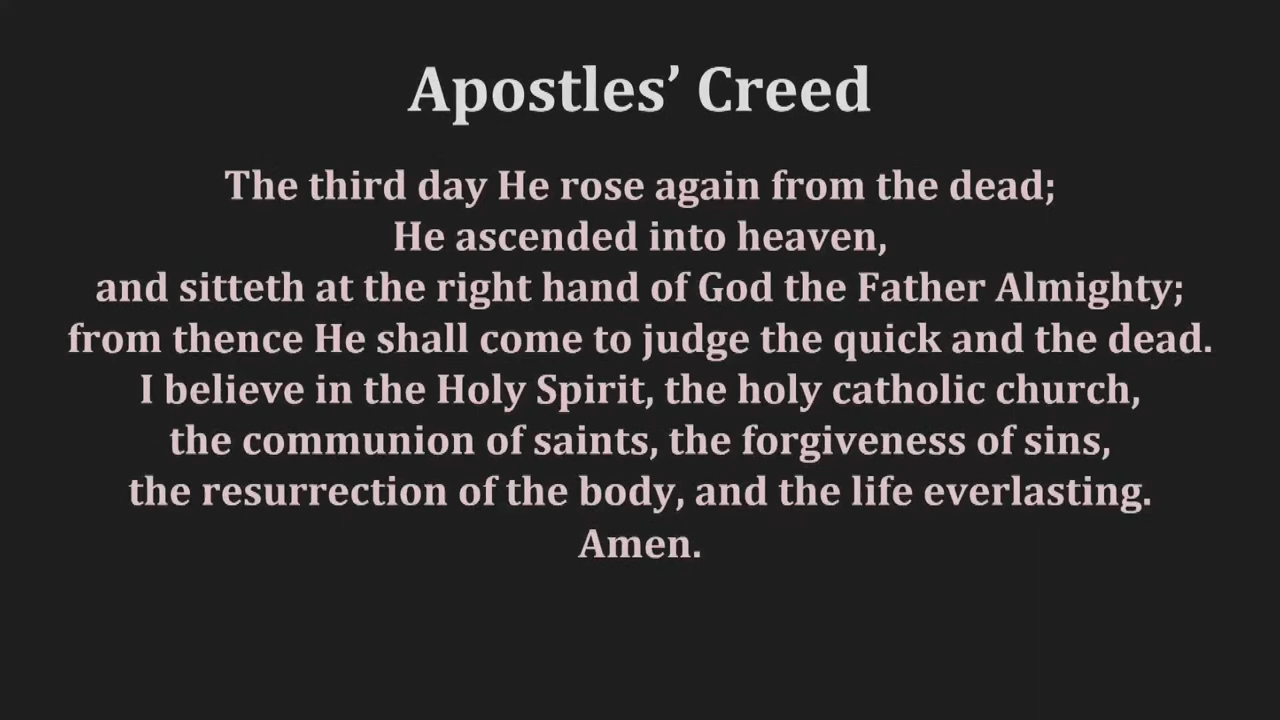 Apostles’ Creed
The third day He rose again from the dead;
He ascended into heaven,
and sitteth at the right hand of God the Father Almighty;
from thence He shall come to judge the quick and the dead.
I believe in the Holy Spirit, the holy catholic church,
the communion of saints, the forgiveness of sins,
the resurrection of the body, and the life everlasting.
Amen.